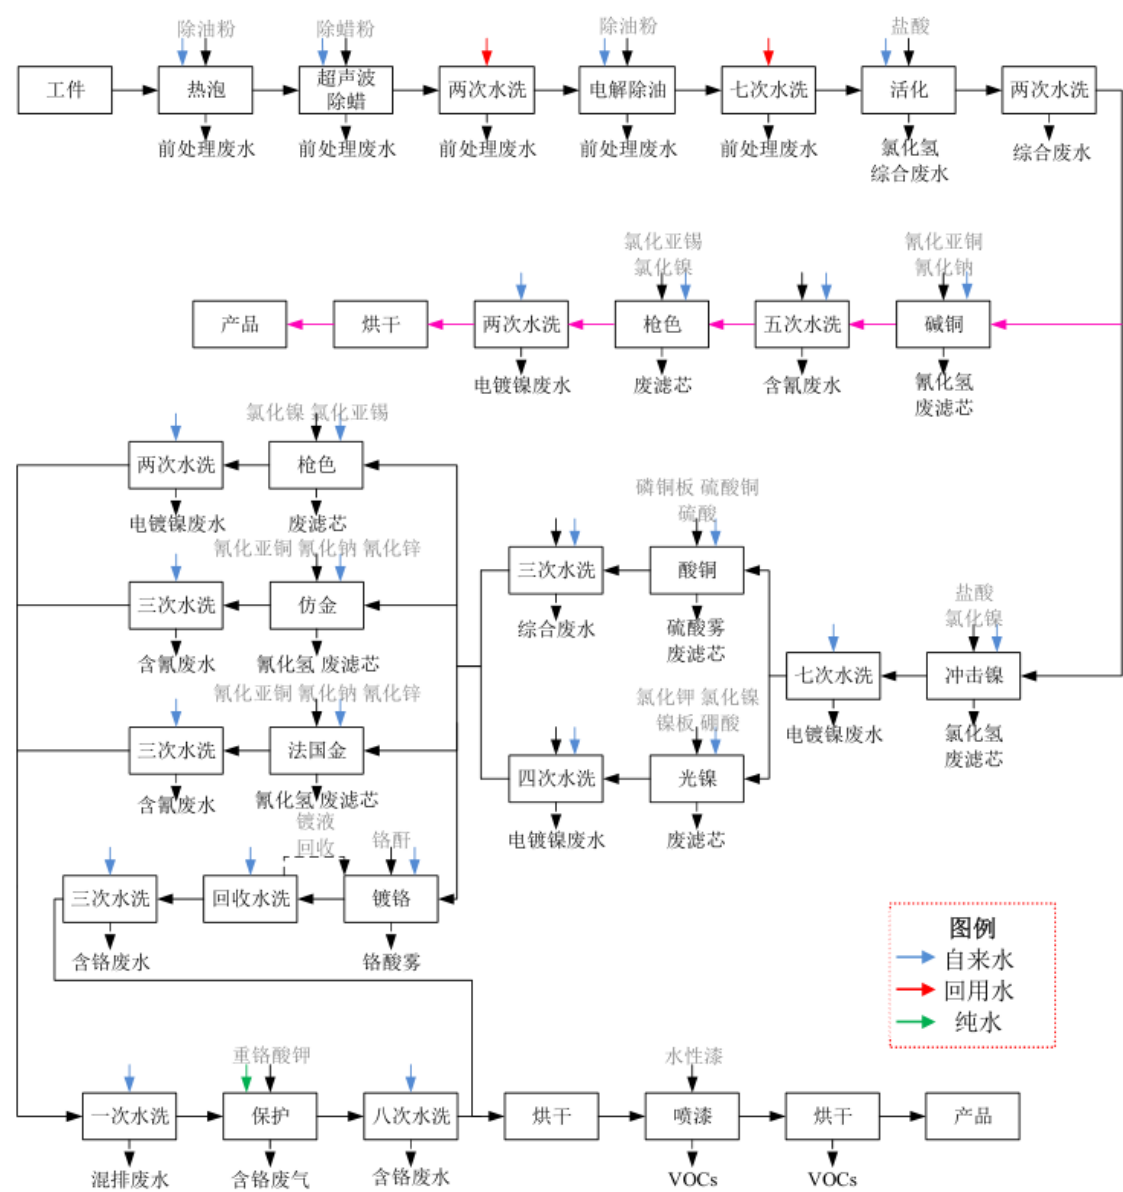 除油粉
除蜡粉
除油粉
盐酸
工件
热泡
超声波
除蜡
两次水洗
电解除油
七次水洗
活化
两次水洗
前处理废水
前处理废水
前处理废水
前处理废水
前处理废水
氯化氢
综合废水
综合废水
氯化亚锡
氯化镍
氰化亚铜
氰化钠
产品
烘干
两次水洗
枪色
五次水洗
碱铜
电镀镍废水
废滤芯
含氰废水
氰化氢
废滤芯
氯化镍 氯化亚锡
两次水洗
枪色
电镀镍废水
废滤芯
氰化亚铜 氰化钠 氰化锌
三次水洗
仿金
含氰废水
氰化氢 废滤芯
氰化亚铜 氰化钠 氰化锌
三次水洗
法国金
含氰废水
氰化氢 废滤芯
磷铜板 硫酸铜
硫酸
三次水洗
酸铜
综合废水
硫酸雾
废滤芯
盐酸
氯化镍
七次水洗
冲击镍
电镀镍废水
氯化氢
废滤芯
氯化钾 氯化镍
镍板 硼酸
四次水洗
光镍
电镀镍废水
废滤芯
镀液
回收
铬酐
三次水洗
回收水洗
镀铬
含铬废水
铬酸雾
图例
自来水
回用水
纯水
重铬酸钾
水性漆
一次水洗
保护
八次水洗
烘干
喷漆
烘干
产品
混排废水
含铬废气
含铬废水
VOCs
VOCs